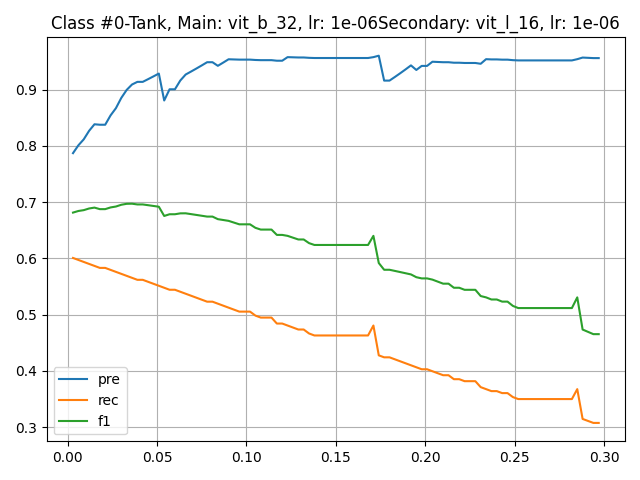 Class #0-Tank, Main: vit_b_32, lr: 1e-06Secondary: vit_l_16, lr: 1e-06
0.9
0.8
0.7
0.6
0.5
0.4
0.3
pre
rec
f1
0.00 0.05 0.10 0.15 0.20 0.25 0.30